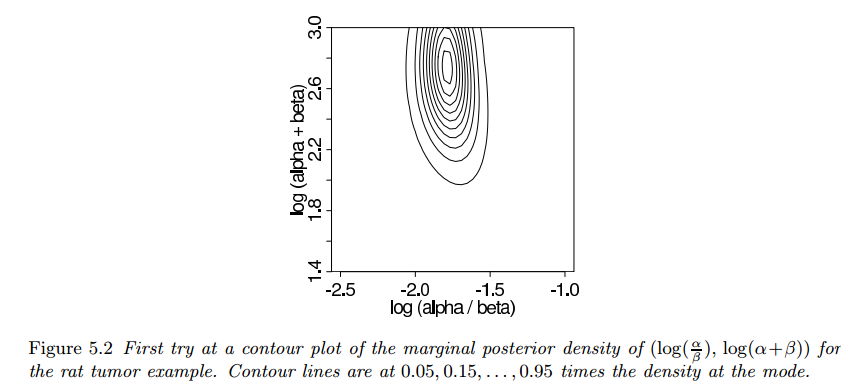 3.0
2.6
2.2
1.8
1.4
log (alpha + beta)
-2.5 -2.0 -1.5 -1.0
log (alpha / beta)
Figure 5.2 First try at a contour plot of the marginal posterior density of (log(α/β), log(α+β)) for
the rat tumor example. Contour lines are at 0.05, 0.15, . . . , 0.95 times the density at the mode.